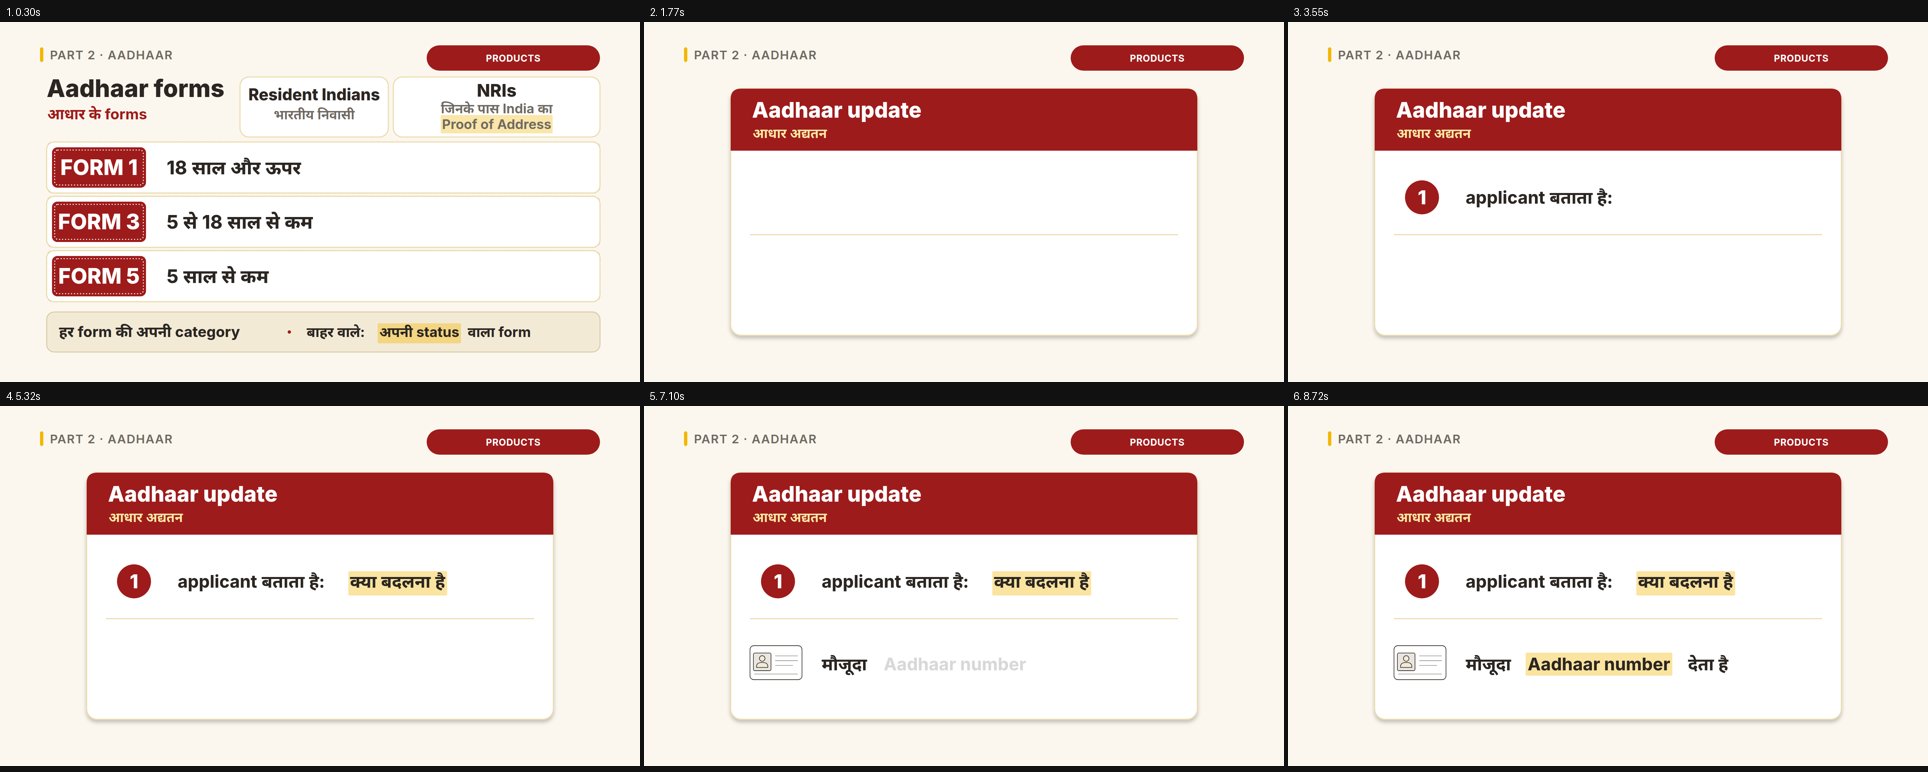 1. 0.30s
PART 2 · AADHAAR
PRODUCTS
Aadhaar forms
आधार के forms
Resident Indians
भारतीय निवासी
NRIs
जिनके पास India का
Proof of Address
FORM 1 18 साल और ऊपर
FORM 3 5 से 18 साल से कम
FORM 5 5 साल से कम
हर form की अपनी category • बाहर वाले: अपनी status वाला form
2. 1.77s
PART 2 · AADHAAR
PRODUCTS
Aadhaar update
आधार अद्यतन
3. 3.55s
PART 2 · AADHAAR
PRODUCTS
Aadhaar update
आधार अद्यतन
1 applicant बताता है:
4. 5.32s
PART 2 · AADHAAR
PRODUCTS
Aadhaar update
आधार अद्यतन
1 applicant बताता है: क्या बदलना है
5. 7.10s
PART 2 · AADHAAR
PRODUCTS
Aadhaar update
आधार अद्यतन
1 applicant बताता है: क्या बदलना है
मौजूदा Aadhaar number
6. 8.72s
PART 2 · AADHAAR
PRODUCTS
Aadhaar update
आधार अद्यतन
1 applicant बताता है: क्या बदलना है
मौजूदा Aadhaar number देता है